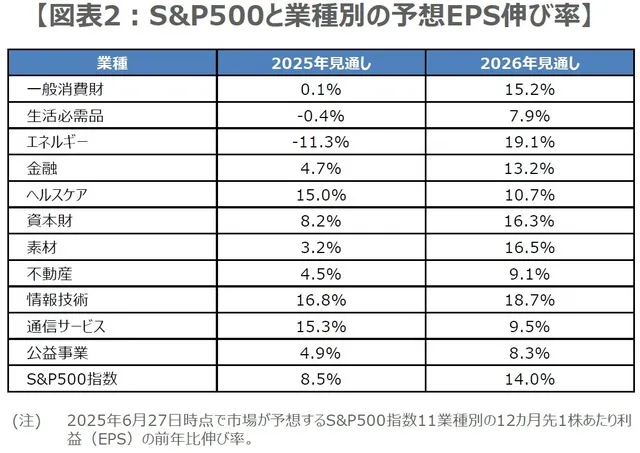 【図表2：S&P500と業種別の予想EPS伸び率】
業種 2025年見通し 2026年見通し
一般消費財 0.1% 15.2%
生活必需品 -0.4% 7.9%
エネルギー -11.3% 19.1%
金融 4.7% 13.2%
ヘルスケア 15.0% 10.7%
資本財 8.2% 16.3%
素材 3.2% 16.5%
不動産 4.5% 9.1%
情報技術 16.8% 18.7%
通信サービス 15.3% 9.5%
公益事業 4.9% 8.3%
S&P500指数 8.5% 14.0%
(注) 2025年6月27日時点で市場が予想するS&P500指数11業種別の12カ月先1株あたり利
益（EPS）の前年比伸び率。